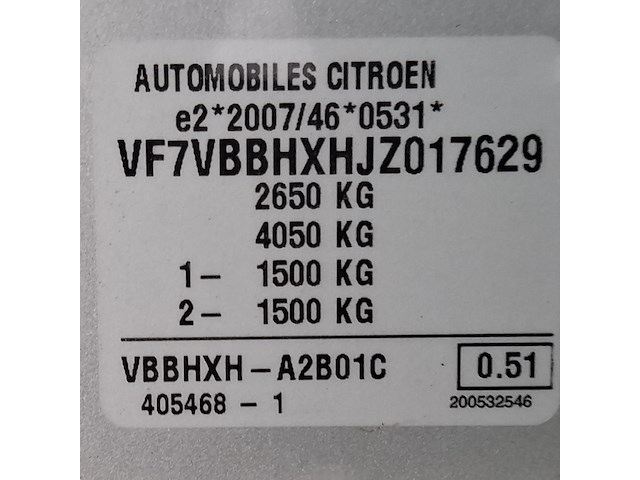 AUTOMOBILES CITROEN
e2*2007/46*0531*
VF7VBBHXHJZ017629
2650 KG
4050 KG
1- 1500 KG
2- 1500 KG
VBBHXH-A2B01C 0.51
405468 - 1 200532546